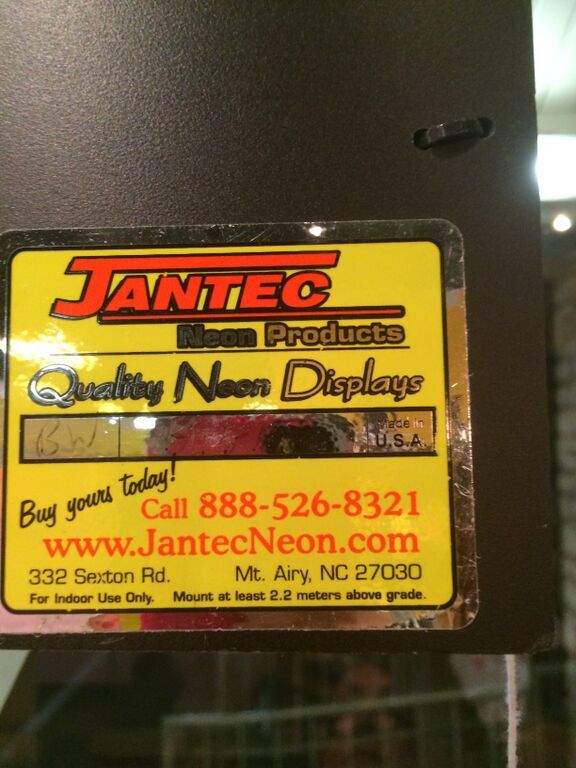 JANTEC
Neon Products
Quality Neon Displays
BW
Made in
U.S.A.
Buy yours today!
Call 888-526-8321
www.JantecNeon.com
332 Sexton Rd. Mt. Airy, NC 27030
For Indoor Use Only. Mount at least 2.2 meters above grade.